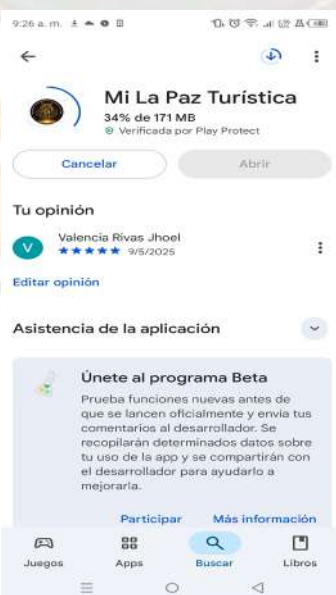 9:26 a. m.
Mi La Paz Turística
34% de 171 MB
Verificada por Play Protect
Cancelar
Abrir
Tu opinión
V
Valencia Rivas Jhoel
★★★★★ 9/5/2025
Editar opinión
Asistencia de la aplicación
Únete al programa Beta
Prueba funciones nuevas antes de
que se lancen oficialmente y envía tus
comentarios al desarrollador. Se
recopilarán determinados datos sobre
tu uso de la app y se compartirán con
el desarrollador para ayudarlo a
mejorarla.
Participar
Más información
Juegos
Apps
Buscar
Libros